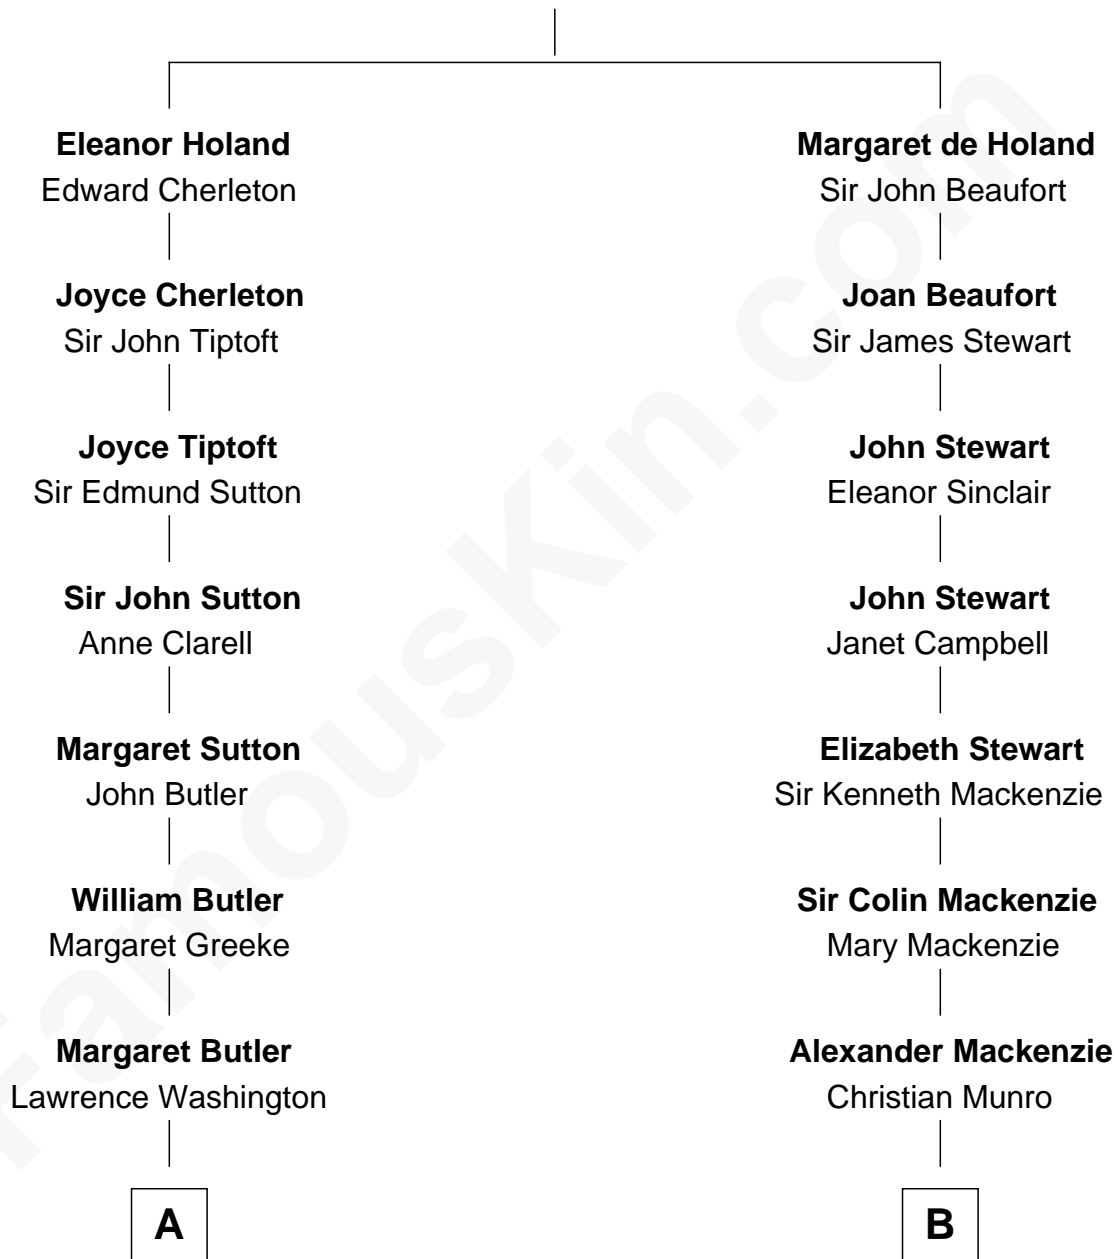 Eleanor Holand
Edward Cherleton
Joyce Cherleton
Sir John Tiptoft
Joyce Tiptoft
Sir Edmund Sutton
Sir John Sutton
Anne Clarell
Margaret Sutton
John Butler
William Butler
Margaret Greeke
Margaret Butler
Lawrence Washington
A
Margaret de Holand
Sir John Beaufort
Joan Beaufort
Sir James Stewart
John Stewart
Eleanor Sinclair
John Stewart
Janet Campbell
Elizabeth Stewart
Sir Kenneth Mackenzie
Sir Colin Mackenzie
Mary Mackenzie
Alexander Mackenzie
Christian Munro
B
FamousKin.com